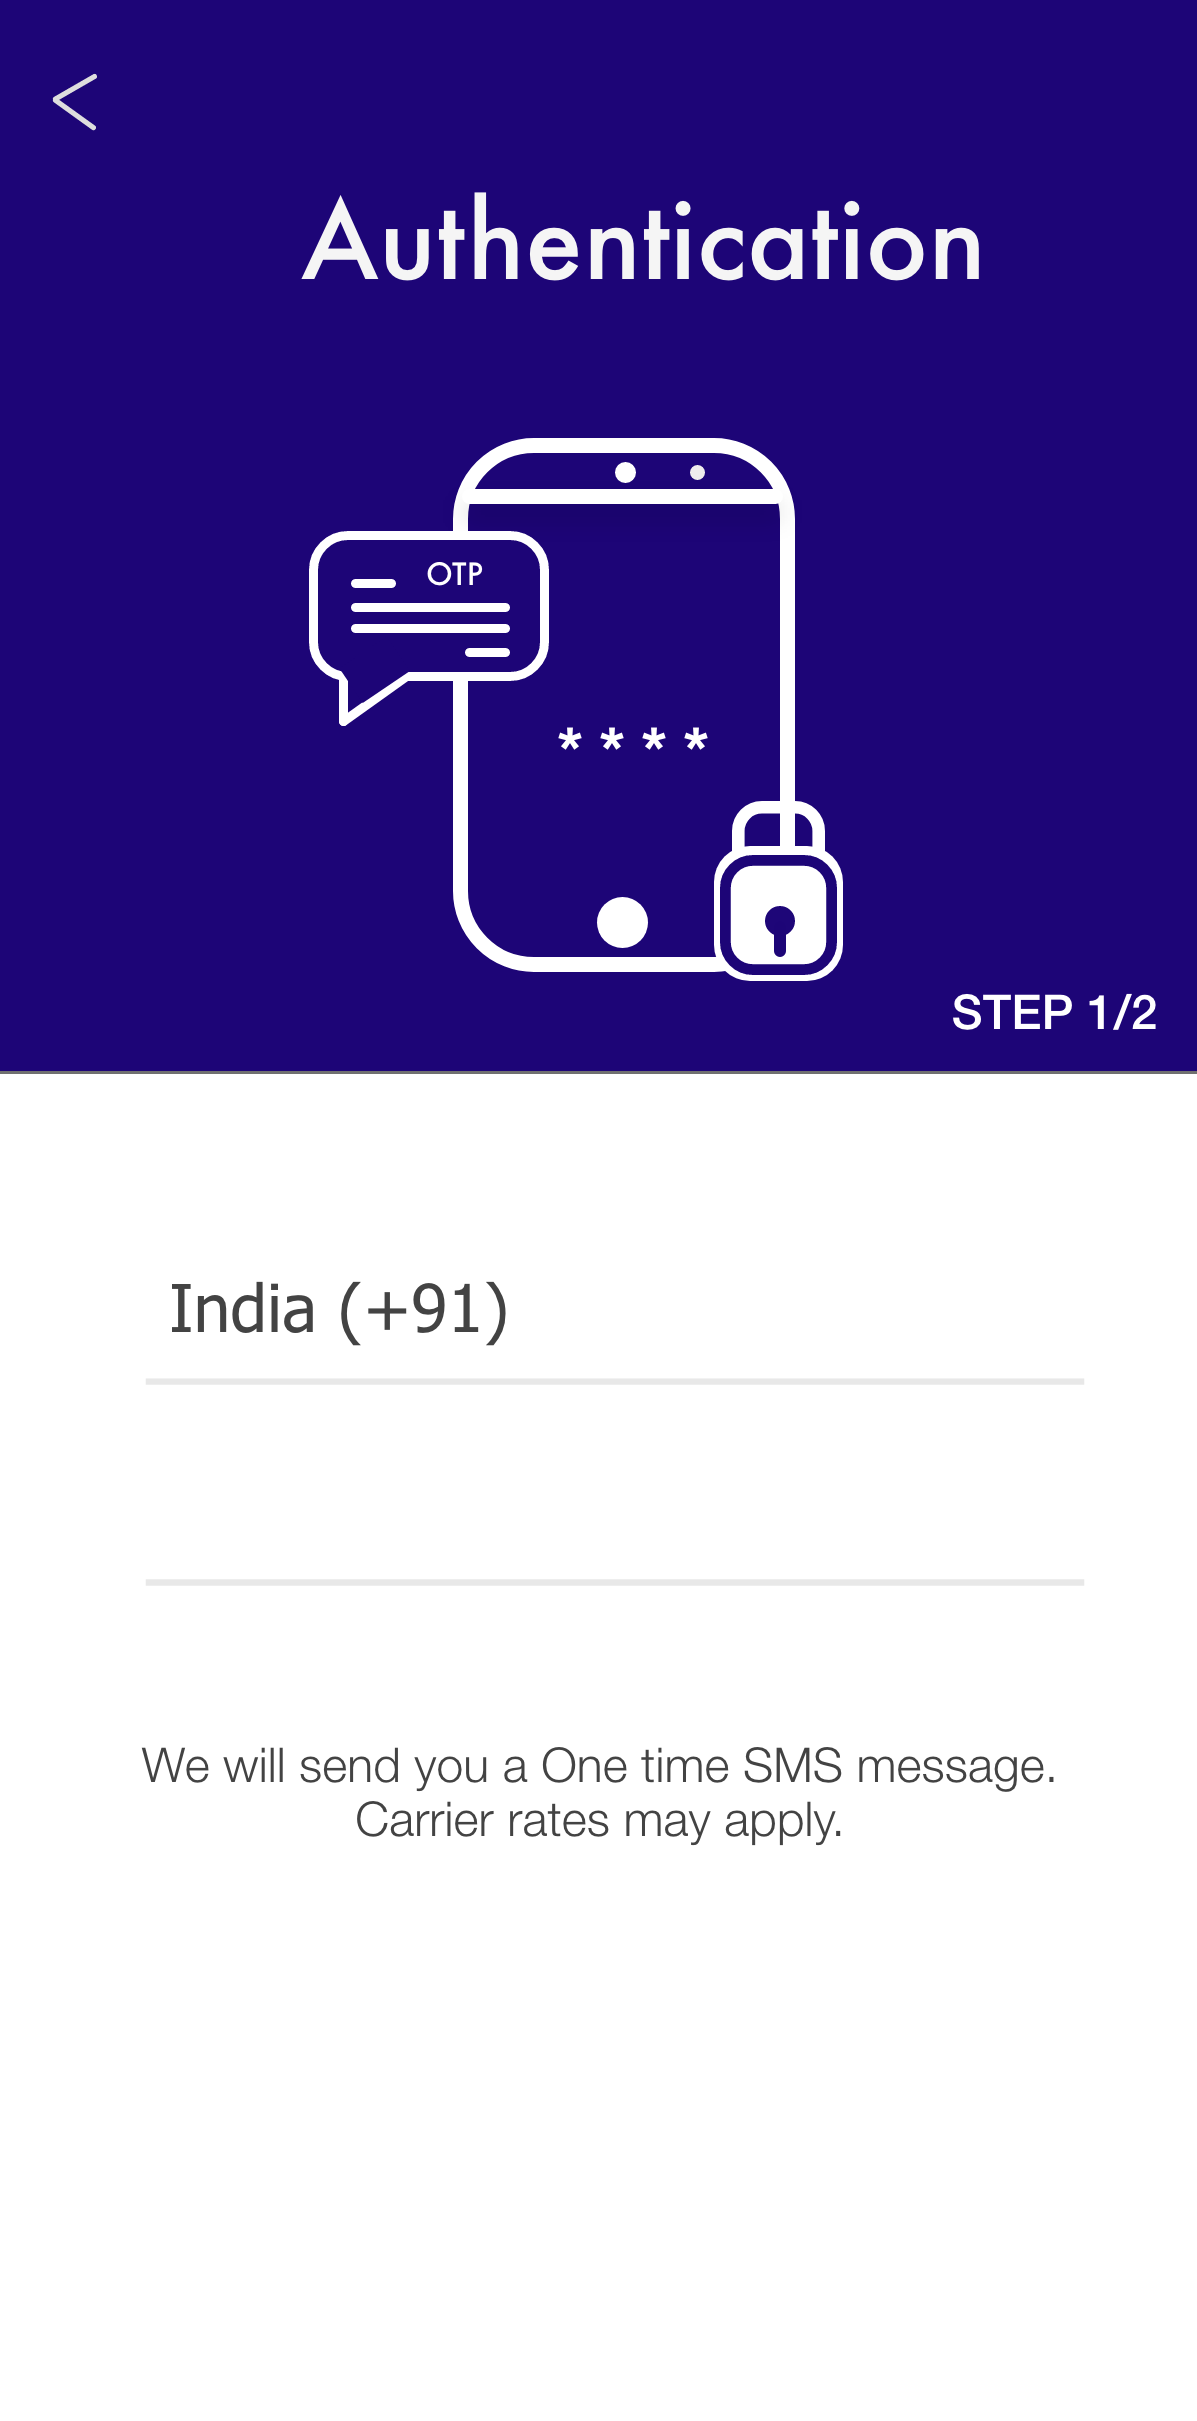 Authentication
OTP
* * * *
STEP 1/2
India (+91)
We will send you a One time SMS message.
Carrier rates may apply.